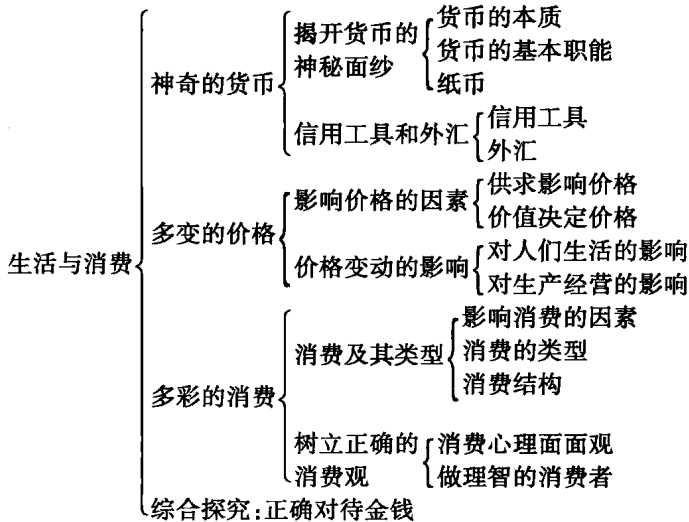 生活与消费
神奇的货币
揭开货币的
神秘面纱
货币的本质
货币的基本职能
纸币
信用工具和外汇
信用工具
外汇
多变的价格
影响价格的因素
供求影响价格
价值决定价格
价格变动的影响
对人们生活的影响
对生产经营的影响
多彩的消费
消费及其类型
影响消费的因素
消费的类型
消费结构
树立正确的
消费观
消费心理面面观
做理智的消费者
综合探究:正确对待金钱